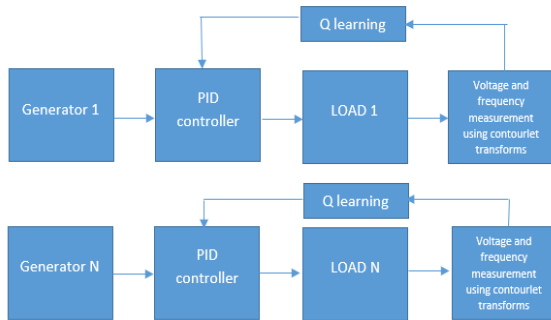 Q learning
Generator 1
PID
controller
LOAD 1
Voltage and
frequency
measurement
using contourlet
transforms
Q learning
Generator N
PID
controller
LOAD N
Voltage and
frequency
measurement
using contourlet
transforms